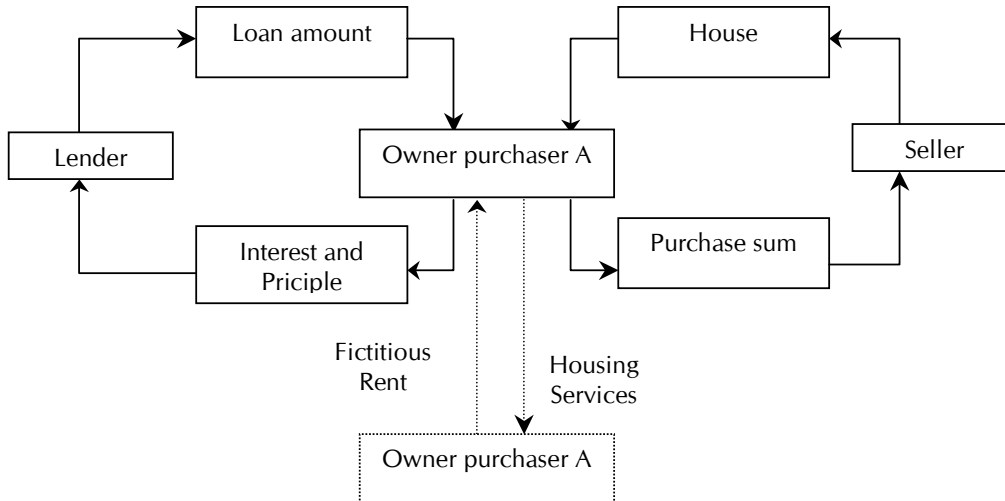 Loan amount
House
Lender
Owner purchaser A
Seller
Interest and
Priciple
Purchase sum
Fictitious
Rent
Housing
Services
Owner purchaser A